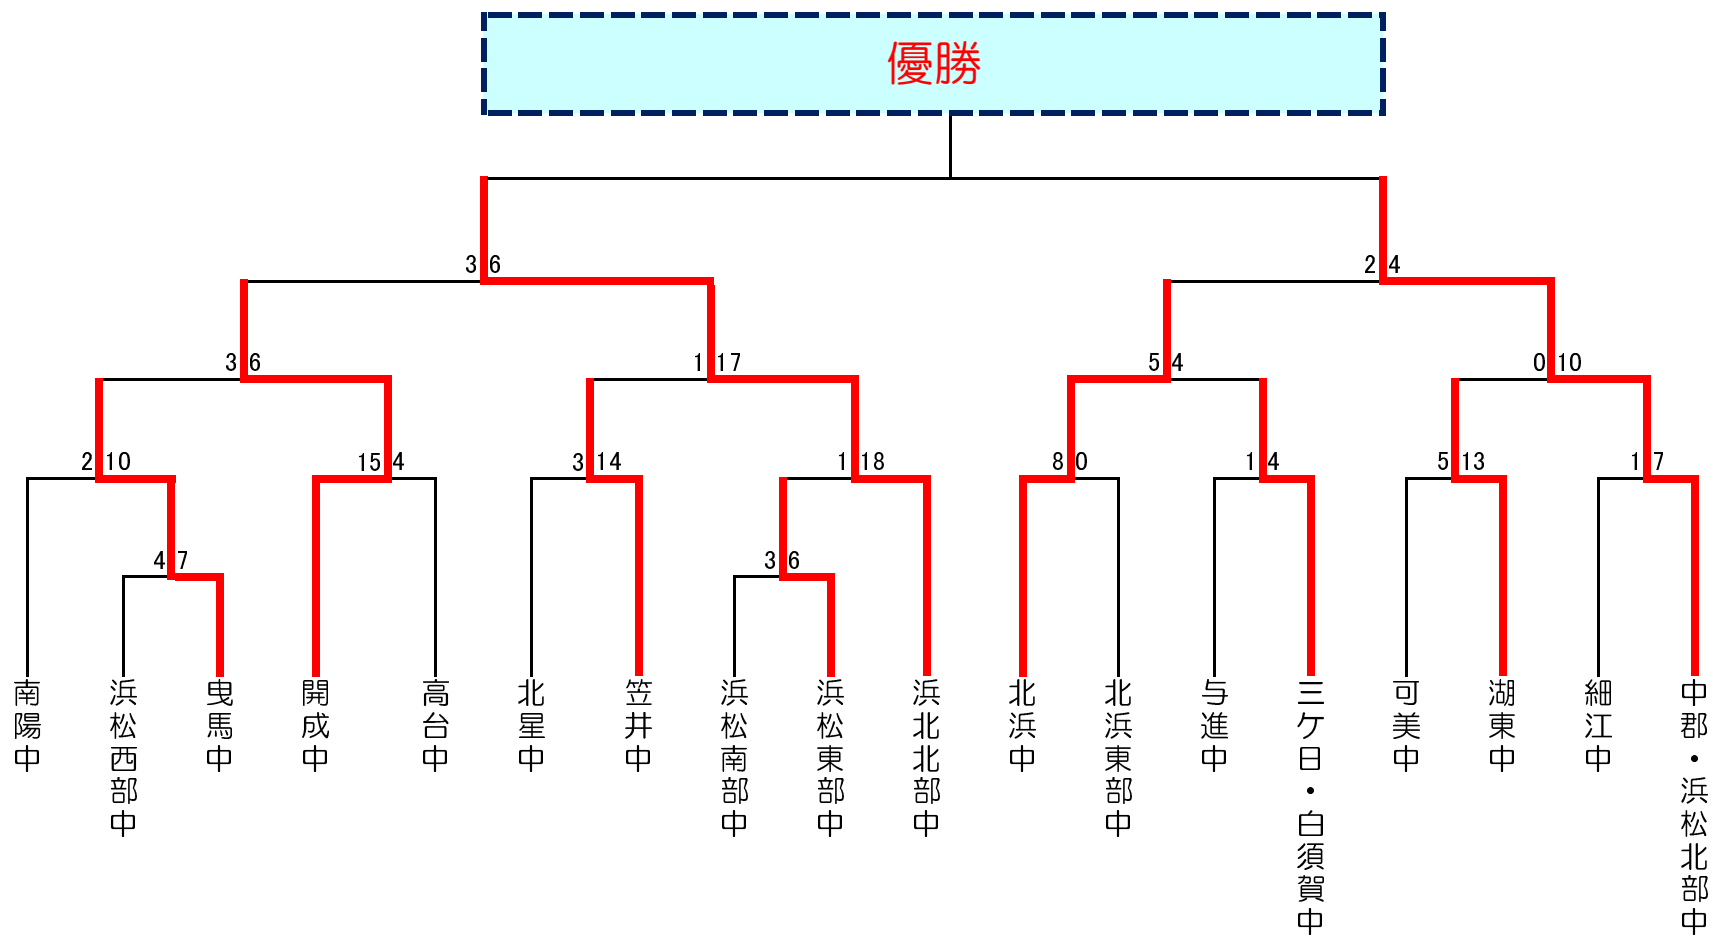 優勝
3 6
2 4
3 6
1 17
5 4
0 10
2 10
15 4
3 14
1 18
8 0
1 4
5 13
1 7
4 7
3 6
南陽中
浜松西部中
曳馬中
開成中
高台中
北星中
笠井中
浜松南部中
浜松東部中
浜北北部中
北浜中
北浜東部中
与進中
三ケ日・白須賀中
可美中
湖東中
細江中
中郡・浜松北部中